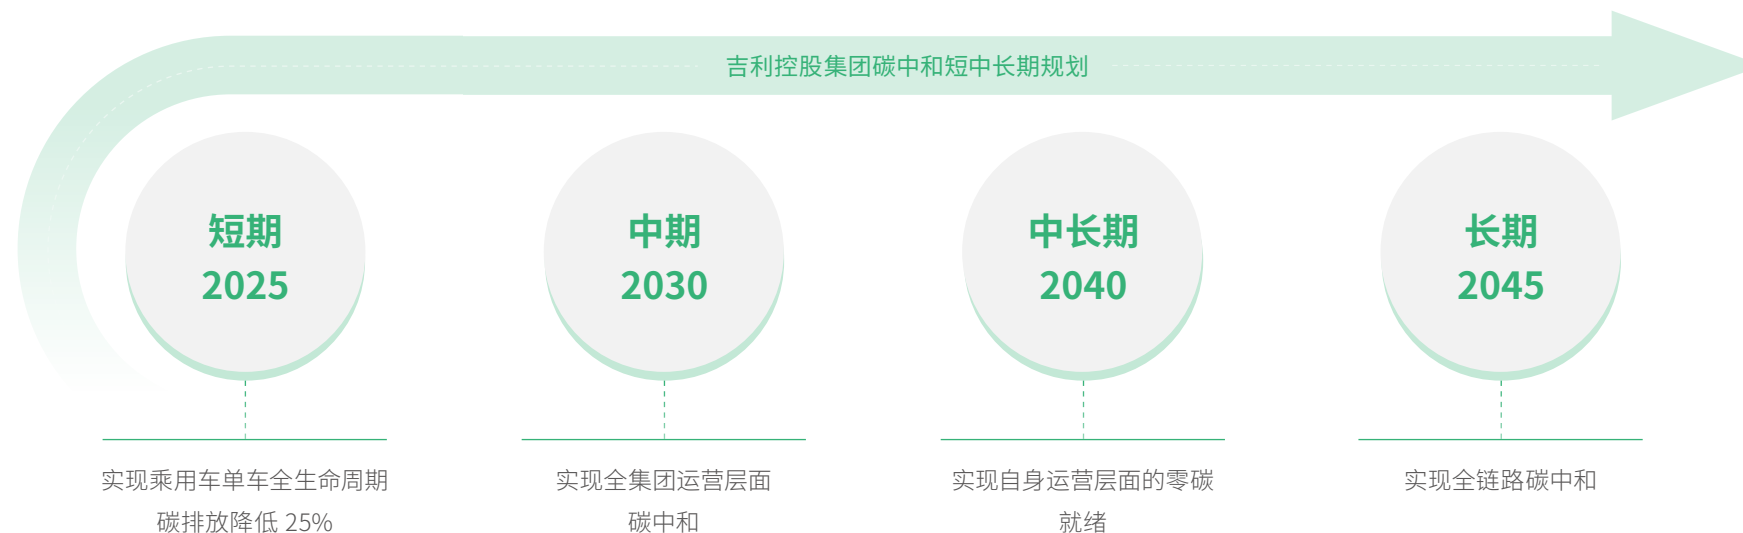 吉利控股集团碳中和短中长期规划
短期
2025
中期
2030
中长期
2040
长期
2045
实现乘用车单车全生命周期
碳排放降低 25%
实现全集团运营层面
碳中和
实现自身运营层面的零碳
就绪
实现全链路碳中和